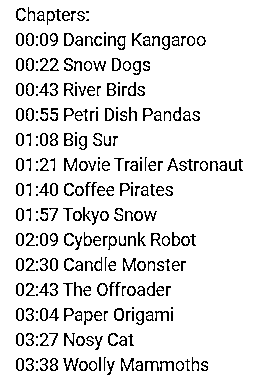 Chapters:
00:09 Dancing Kangaroo
00:22 Snow Dogs
00:43 River Birds
00:55 Petri Dish Pandas
01:08 Big Sur
01:21 Movie Trailer Astronaut
01:40 Coffee Pirates
01:57 Tokyo Snow
02:09 Cyberpunk Robot
02:30 Candle Monster
02:43 The Offroader
03:04 Paper Origami
03:27 Nosy Cat
03:38 Woolly Mammoths